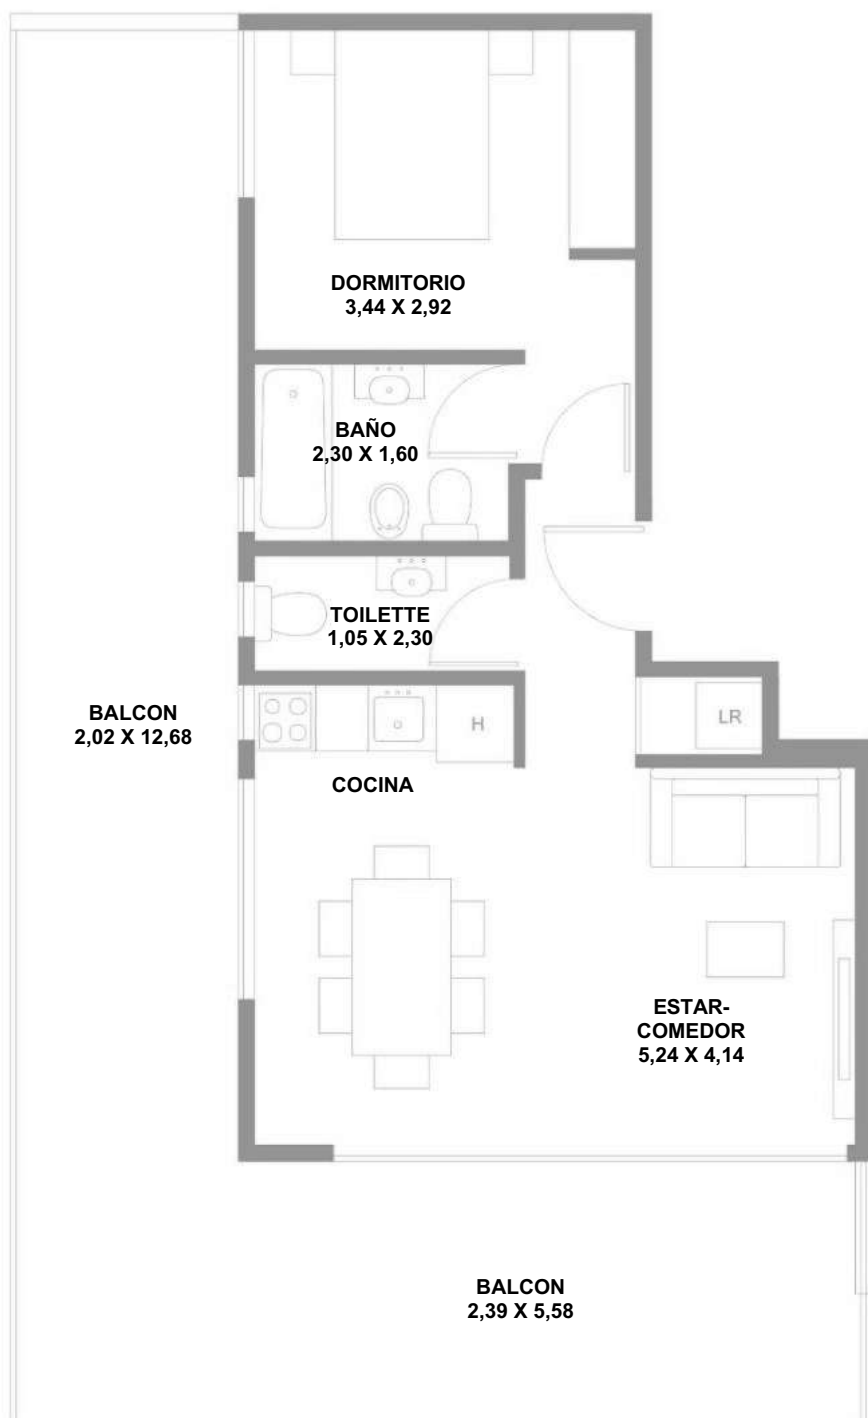 DORMITORIO
3,44 X 2,92
BAÑO
2,30 X 1,60
TOILETTE
1,05 X 2,30
BALCON
2,02 X 12,68
H
LR
COCINA
ESTAR-
COMEDOR
5,24 X 4,14
BALCON
2,39 X 5,58